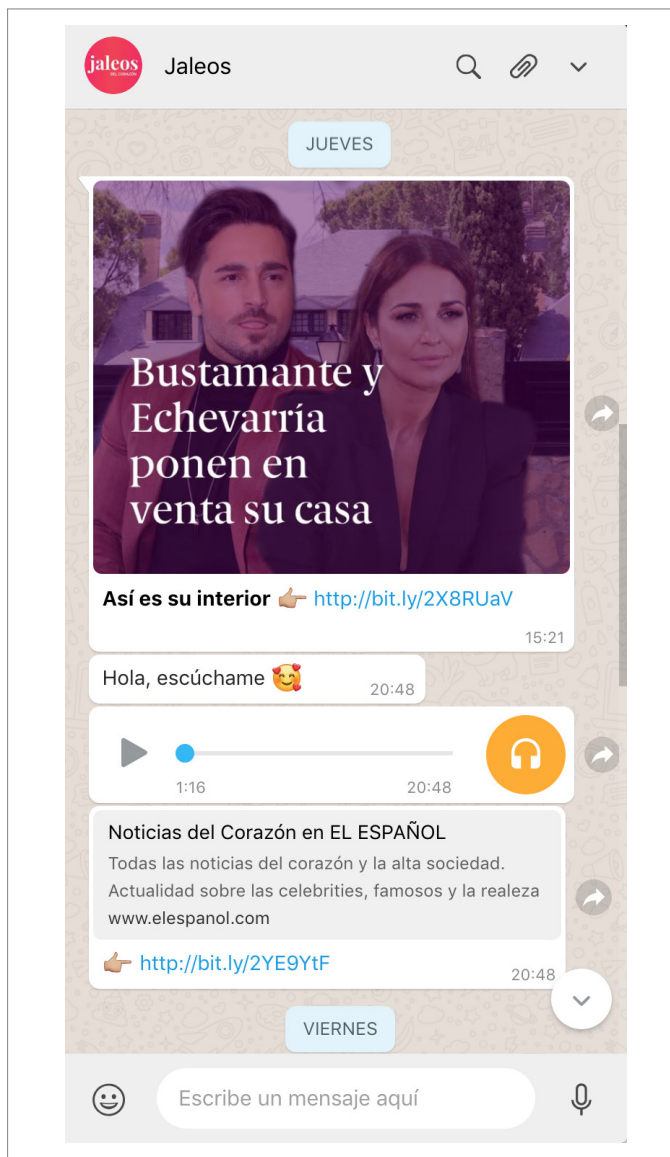 jaleos
DEL CORAZÓN
Jaleos
JUEVES
Bustamante y
Echevarría
ponen en
venta su casa
Así es su interior 👉🏼 http://bit.ly/2X8RUaV
15:21
Hola, escúchame 🥰
20:48
1:16
20:48
Noticias del Corazón en EL ESPAÑOL
Todas las noticias del corazón y la alta sociedad.
Actualidad sobre las celebrities, famosos y la realeza
www.elespanol.com
👉🏼 http://bit.ly/2YE9YtF
20:48
VIERNES
Escribe un mensaje aquí